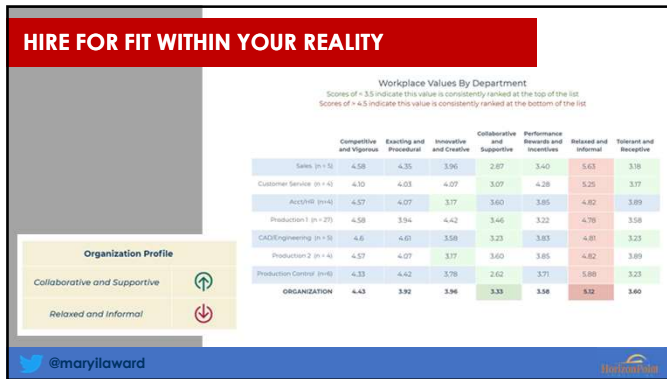 HIRE FOR FIT WITHIN YOUR REALITY
Workplace Values By Department
Scores of < 3.5 indicate this value is consistently ranked at the top of the list
Scores of > 4.5 indicate this value is consistently ranked at the bottom of the list
Competitive and Vigorous Exacting and Procedural Innovative and Creative Collaborative and Supportive Performance Rewards and Incentives Relaxed and Informal Tolerant and Receptive
Sales (n = 5) 4.58 4.35 3.96 2.87 3.40 5.63 3.18
Customer Service (n = 4) 4.10 4.03 4.07 3.07 4.28 5.25 3.17
Acct/HR (n=4) 4.57 4.07 3.17 3.60 3.85 4.82 3.89
Production 1 (n = 27) 4.58 3.94 4.42 3.46 3.22 4.78 3.58
CAD/Engineering (n = 5) 4.6 4.61 3.58 3.23 3.83 4.81 3.23
Production 2 (n = 4) 4.57 4.07 3.17 3.60 3.85 4.82 3.89
Production Control (n=6) 4.33 4.42 3.78 2.62 3.71 5.88 3.23
ORGANIZATION 4.43 3.92 3.96 3.33 3.58 5.12 3.60
Organization Profile
Collaborative and Supportive
Relaxed and Informal
@maryilaward
HorizonPoint